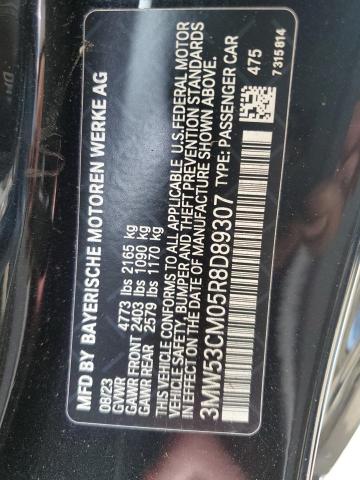 MFD BY BAYERISCHE MOTOREN WERKE AG
08/23
GVWR 4773 lbs 2165 kg
GAWR FRONT 2403 lbs 1090 kg
GAWR REAR 2579 lbs 1170 kg
THIS VEHICLE CONFORMS TO ALL APPLICABLE U.S. FEDERAL MOTOR
VEHICLE SAFETY, BUMPER AND THEFT PREVENTION STANDARDS
IN EFFECT ON THE DATE OF MANUFACTURE SHOWN ABOVE.
3MW53CM05R8D89307 TYPE: PASSENGER CAR
475
7 315 814